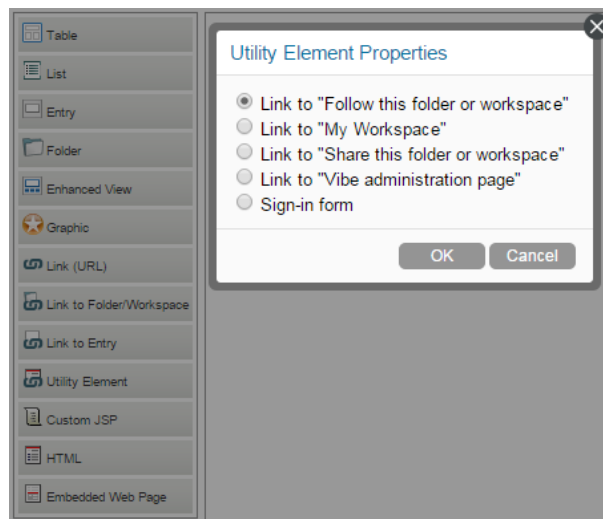 Table
List
Entry
Folder
Enhanced View
Graphic
Link (URL)
Link to Folder/Workspace
Link to Entry
Utility Element
Custom JSP
HTML
Embedded Web Page
Utility Element Properties
Link to "Follow this folder or workspace"
Link to "My Workspace"
Link to "Share this folder or workspace"
Link to "Vibe administration page"
Sign-in form
OK Cancel